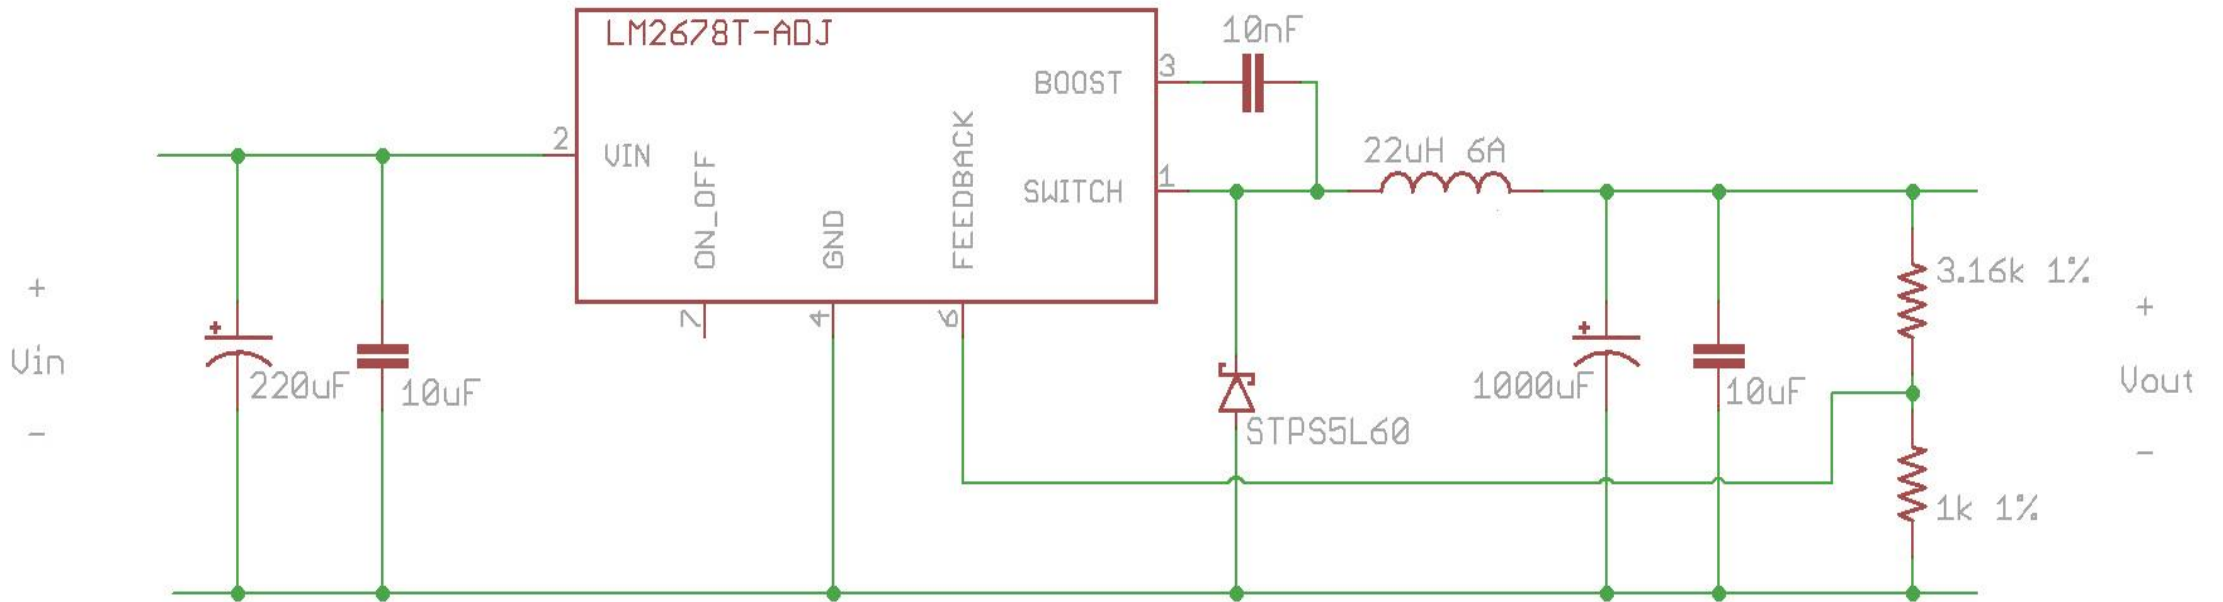 LM2678T-ADJ
10nF
BOOST
3
2
VIN
ON_OFF
GND
FEEDBACK
SWITCH
1
22uH 6A
7
4
6
+
Vin
-
+
220uF
10uF
STPS5L60
+
1000uF
10uF
3.16k 1%
1k 1%
+
Vout
-